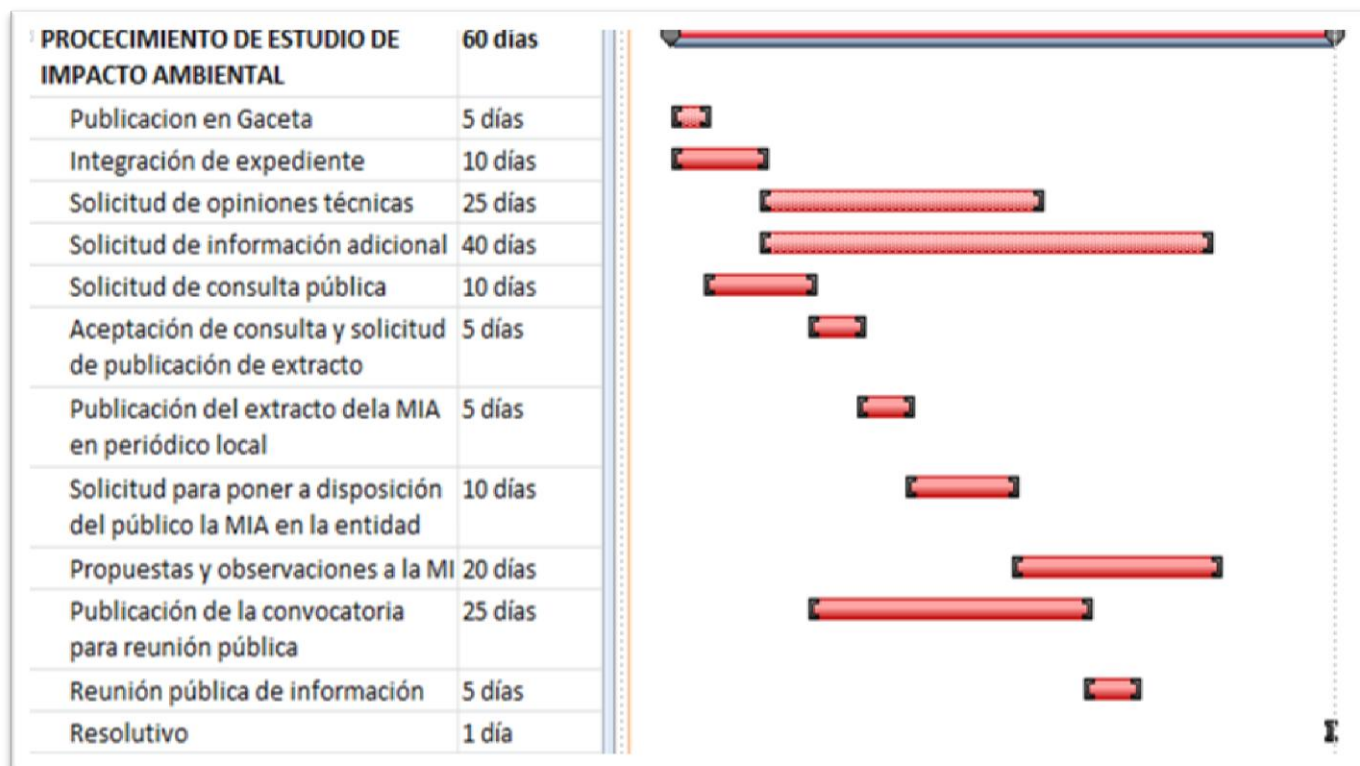 PROCECIMIENTO DE ESTUDIO DE 60 días
IMPACTO AMBIENTAL
Publicacion en Gaceta 5 días
Integración de expediente 10 días
Solicitud de opiniones técnicas 25 días
Solicitud de información adicional 40 días
Solicitud de consulta pública 10 días
Aceptación de consulta y solicitud 5 días
de publicación de extracto
Publicación del extracto dela MIA 5 días
en periódico local
Solicitud para poner a disposición 10 días
del público la MIA en la entidad
Propuestas y observaciones a la MI 20 días
Publicación de la convocatoria 25 días
para reunión pública
Reunión pública de información 5 días
Resolutivo 1 día